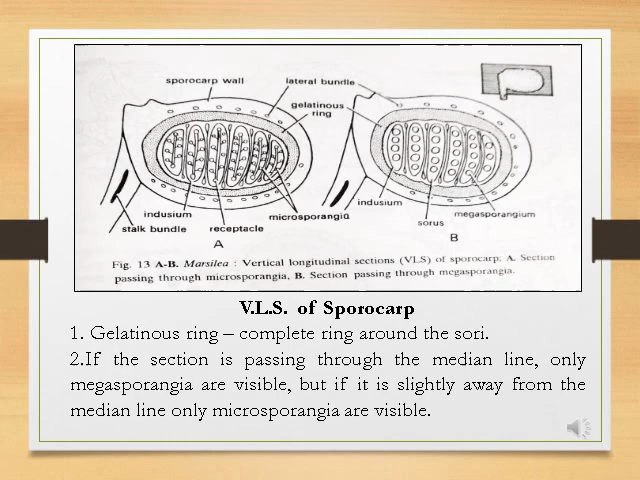 sporocarp wall
lateral bundle
gelatinous
ring
indusium
microsporangia
stalk bundle
receptacle
A
indusium
sorus
megasporangium
B
Fig. 13 A-B. Marsilea : Vertical longitudinal sections (VLS) of sporocarp; A. Section
passing through microsporangia, B. Section passing through megasporangia.
V.L.S. of Sporocarp
1. Gelatinous ring – complete ring around the sori.
2.If the section is passing through the median line, only
megasporangia are visible, but if it is slightly away from the
median line only microsporangia are visible.